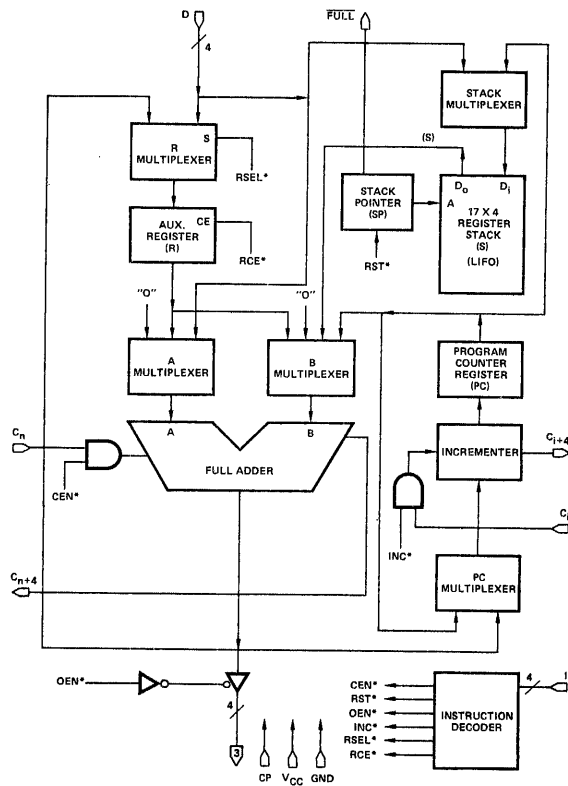 D
4
FULL
STACK
MULTIPLEXER
S
R
MULTIPLEXER
RSEL*
(S)
Do Di
A
17 X 4
REGISTER
STACK
(S)
(LIFO)
STACK
POINTER
(SP)
RST*
CE
AUX.
REGISTER
(R)
RCE*
"O"
"O"
A
MULTIPLEXER
B
MULTIPLEXER
PROGRAM
COUNTER
REGISTER
(PC)
Cn
CEN*
A B
FULL ADDER
INCREMENTER
Ci+4
Ci
INC*
Cn+4
PC
MULTIPLEXER
OEN*
4
3
CP VCC GND
CEN*
RST*
OEN*
INC*
RSEL*
RCE*
INSTRUCTION
DECODER
4
I